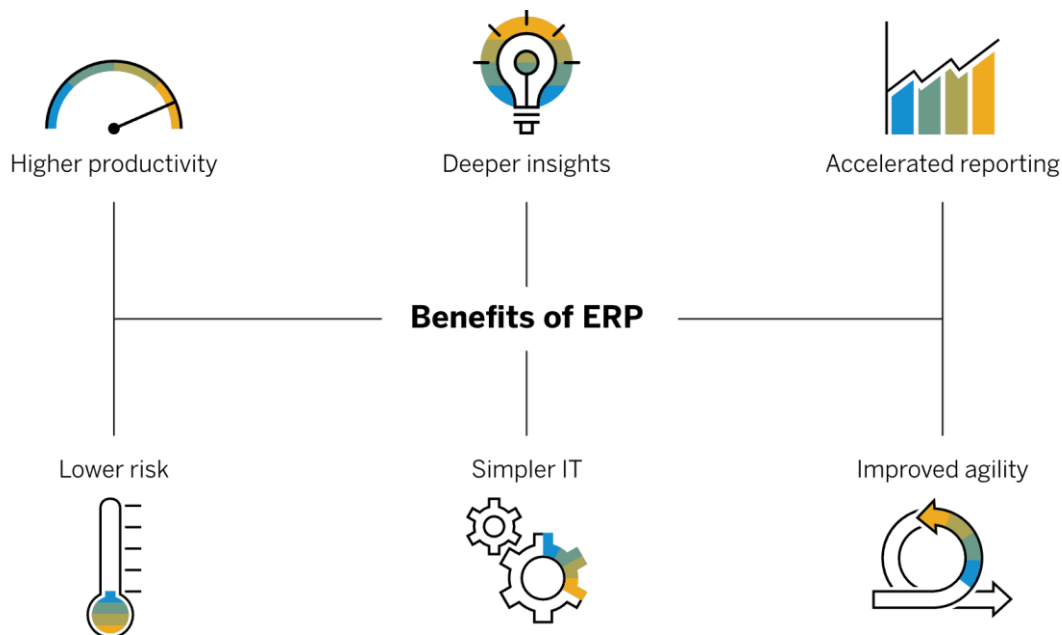 Higher productivity
Deeper insights
Accelerated reporting
Benefits of ERP
Lower risk
Simpler IT
Improved agility